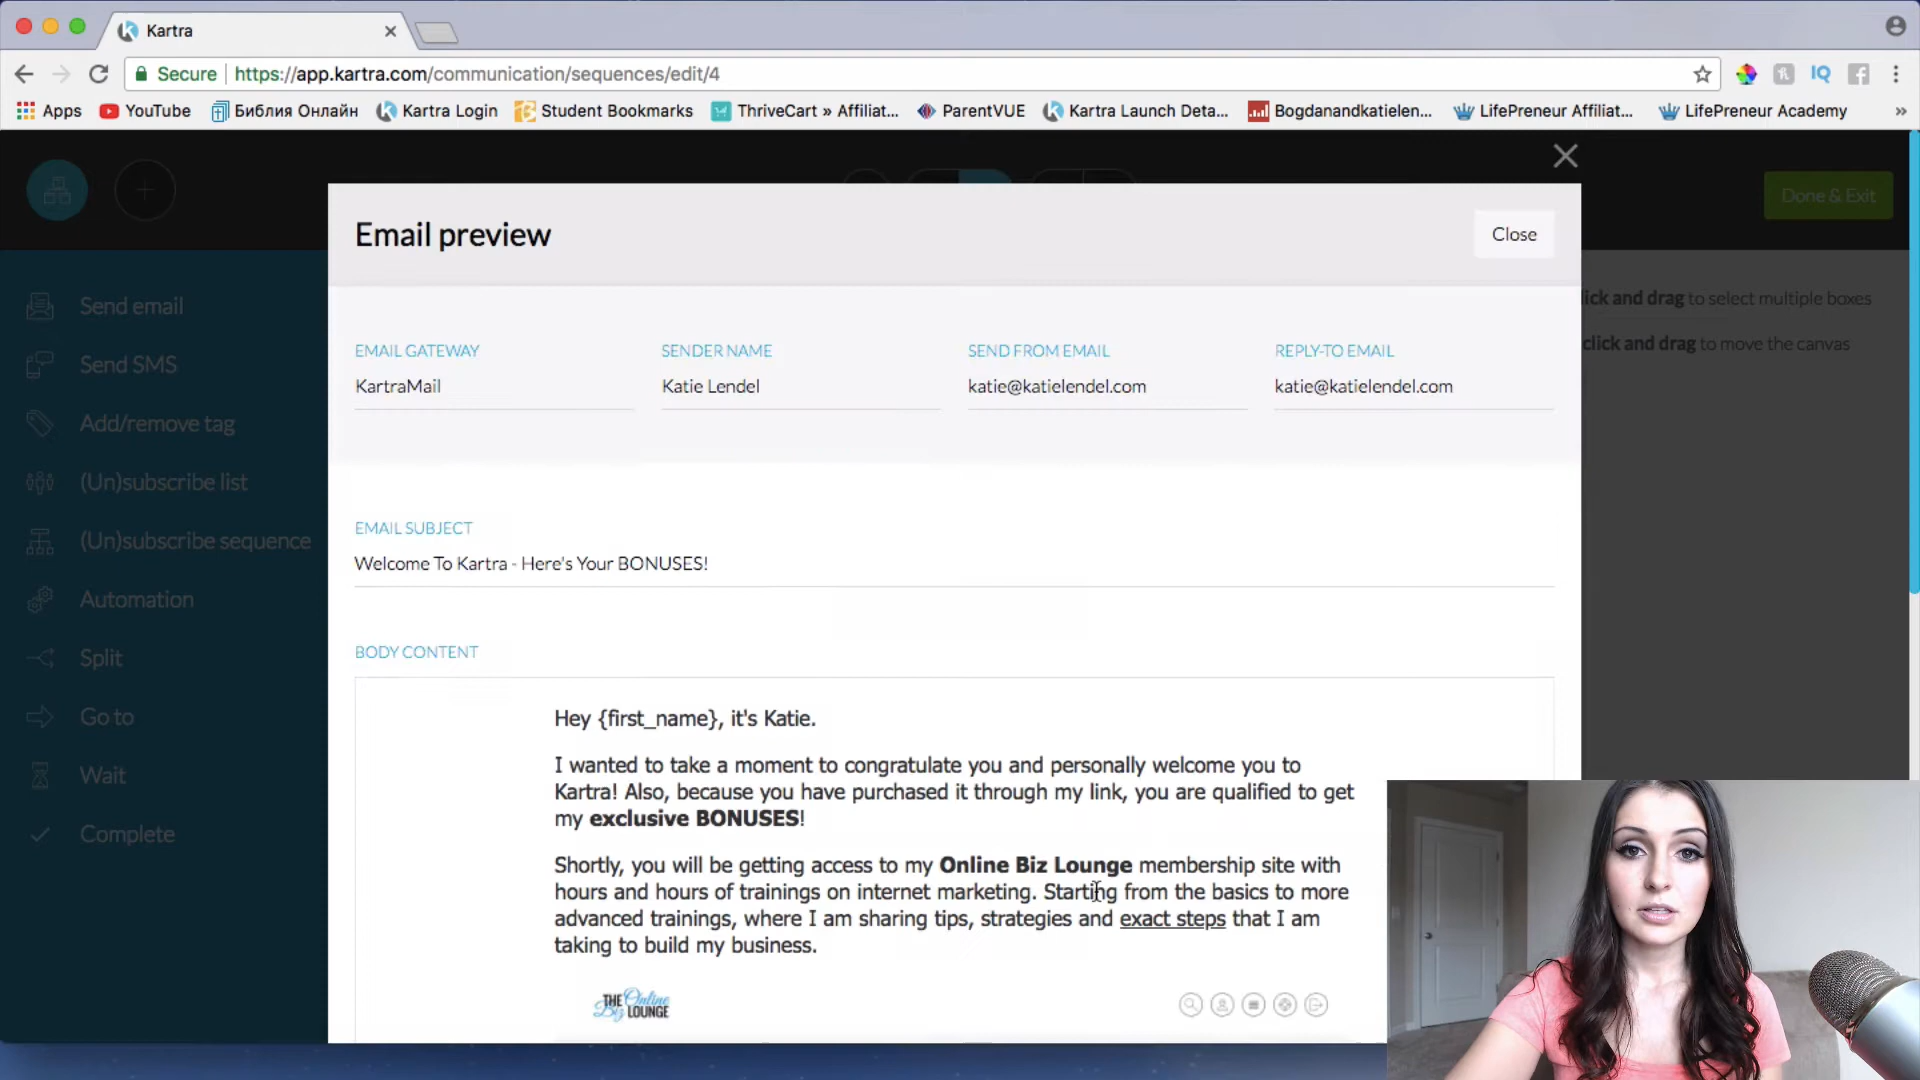 Kartra
Secure https://app.kartra.com/communication/sequences/edit/4
Apps YouTube Библия Онлайн Kartra Login Student Bookmarks ThriveCart » Affiliat... ParentVUE Kartra Launch Deta... Bogdanandkatielen... LifePreneur Affiliat... LifePreneur Academy »
Done & Exit
Email preview
Close
Send email
Send SMS
Add/remove tag
(Un)subscribe list
(Un)subscribe sequence
Automation
Split
Go to
Wait
Complete
lick and drag to select multiple boxes
click and drag to move the canvas
EMAIL GATEWAY SENDER NAME SEND FROM EMAIL REPLY-TO EMAIL
KartraMail Katie Lendel katie@katielendel.com katie@katielendel.com
EMAIL SUBJECT
Welcome To Kartra - Here's Your BONUSES!
BODY CONTENT
Hey {first_name}, it's Katie.
I wanted to take a moment to congratulate you and personally welcome you to
Kartra! Also, because you have purchased it through my link, you are qualified to get
my exclusive BONUSES!
Shortly, you will be getting access to my Online Biz Lounge membership site with
hours and hours of trainings on internet marketing. Starting from the basics to more
advanced trainings, where I am sharing tips, strategies and exact steps that I am
taking to build my business.
THE Online
Biz LOUNGE